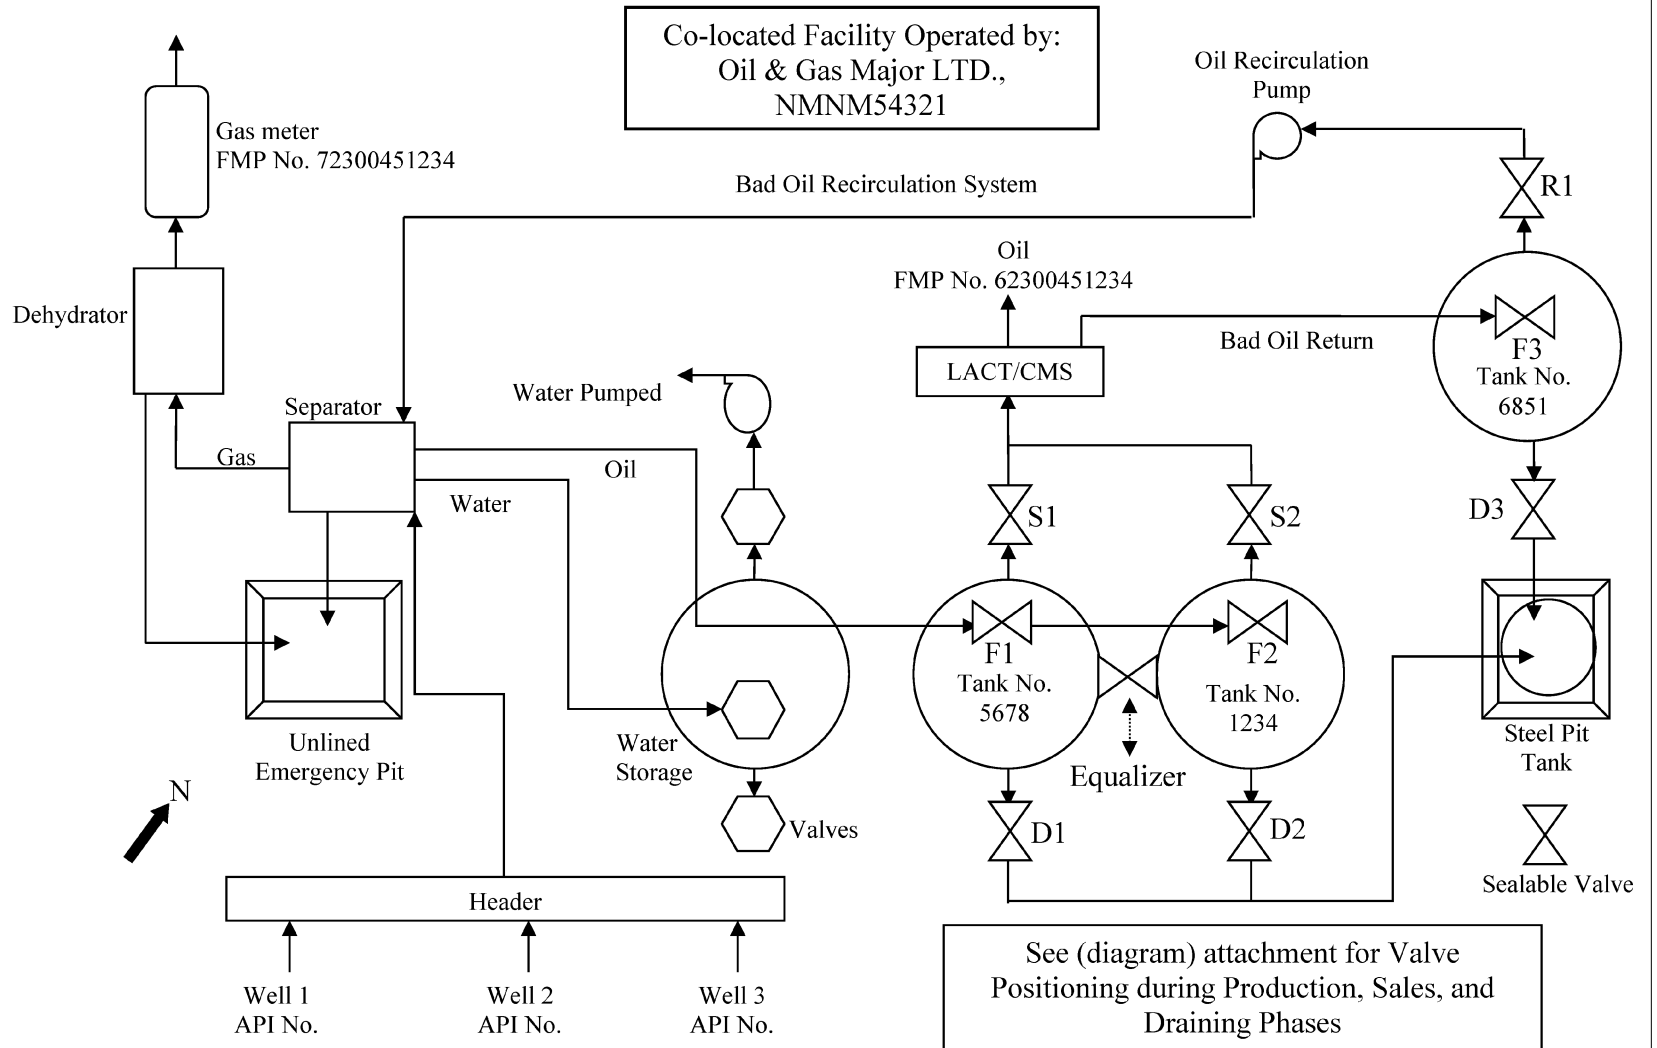 Co-located Facility Operated by:
Oil & Gas Major LTD.,
NMNM54321
Oil Recirculation
Pump
Gas meter
FMP No. 72300451234
Bad Oil Recirculation System
R1
Oil
FMP No. 62300451234
Dehydrator
Bad Oil Return
F3
Tank No.
6851
LACT/CMS
Water Pumped
Separator
Gas
Oil
Water
S1
S2
D3
F1
Tank No.
5678
F2
Tank No.
1234
Unlined
Emergency Pit
Water
Storage
Equalizer
Steel Pit
Tank
N
Valves
D1
D2
Sealable Valve
Header
Well 1
API No.
Well 2
API No.
Well 3
API No.
See (diagram) attachment for Valve
Positioning during Production, Sales, and
Draining Phases